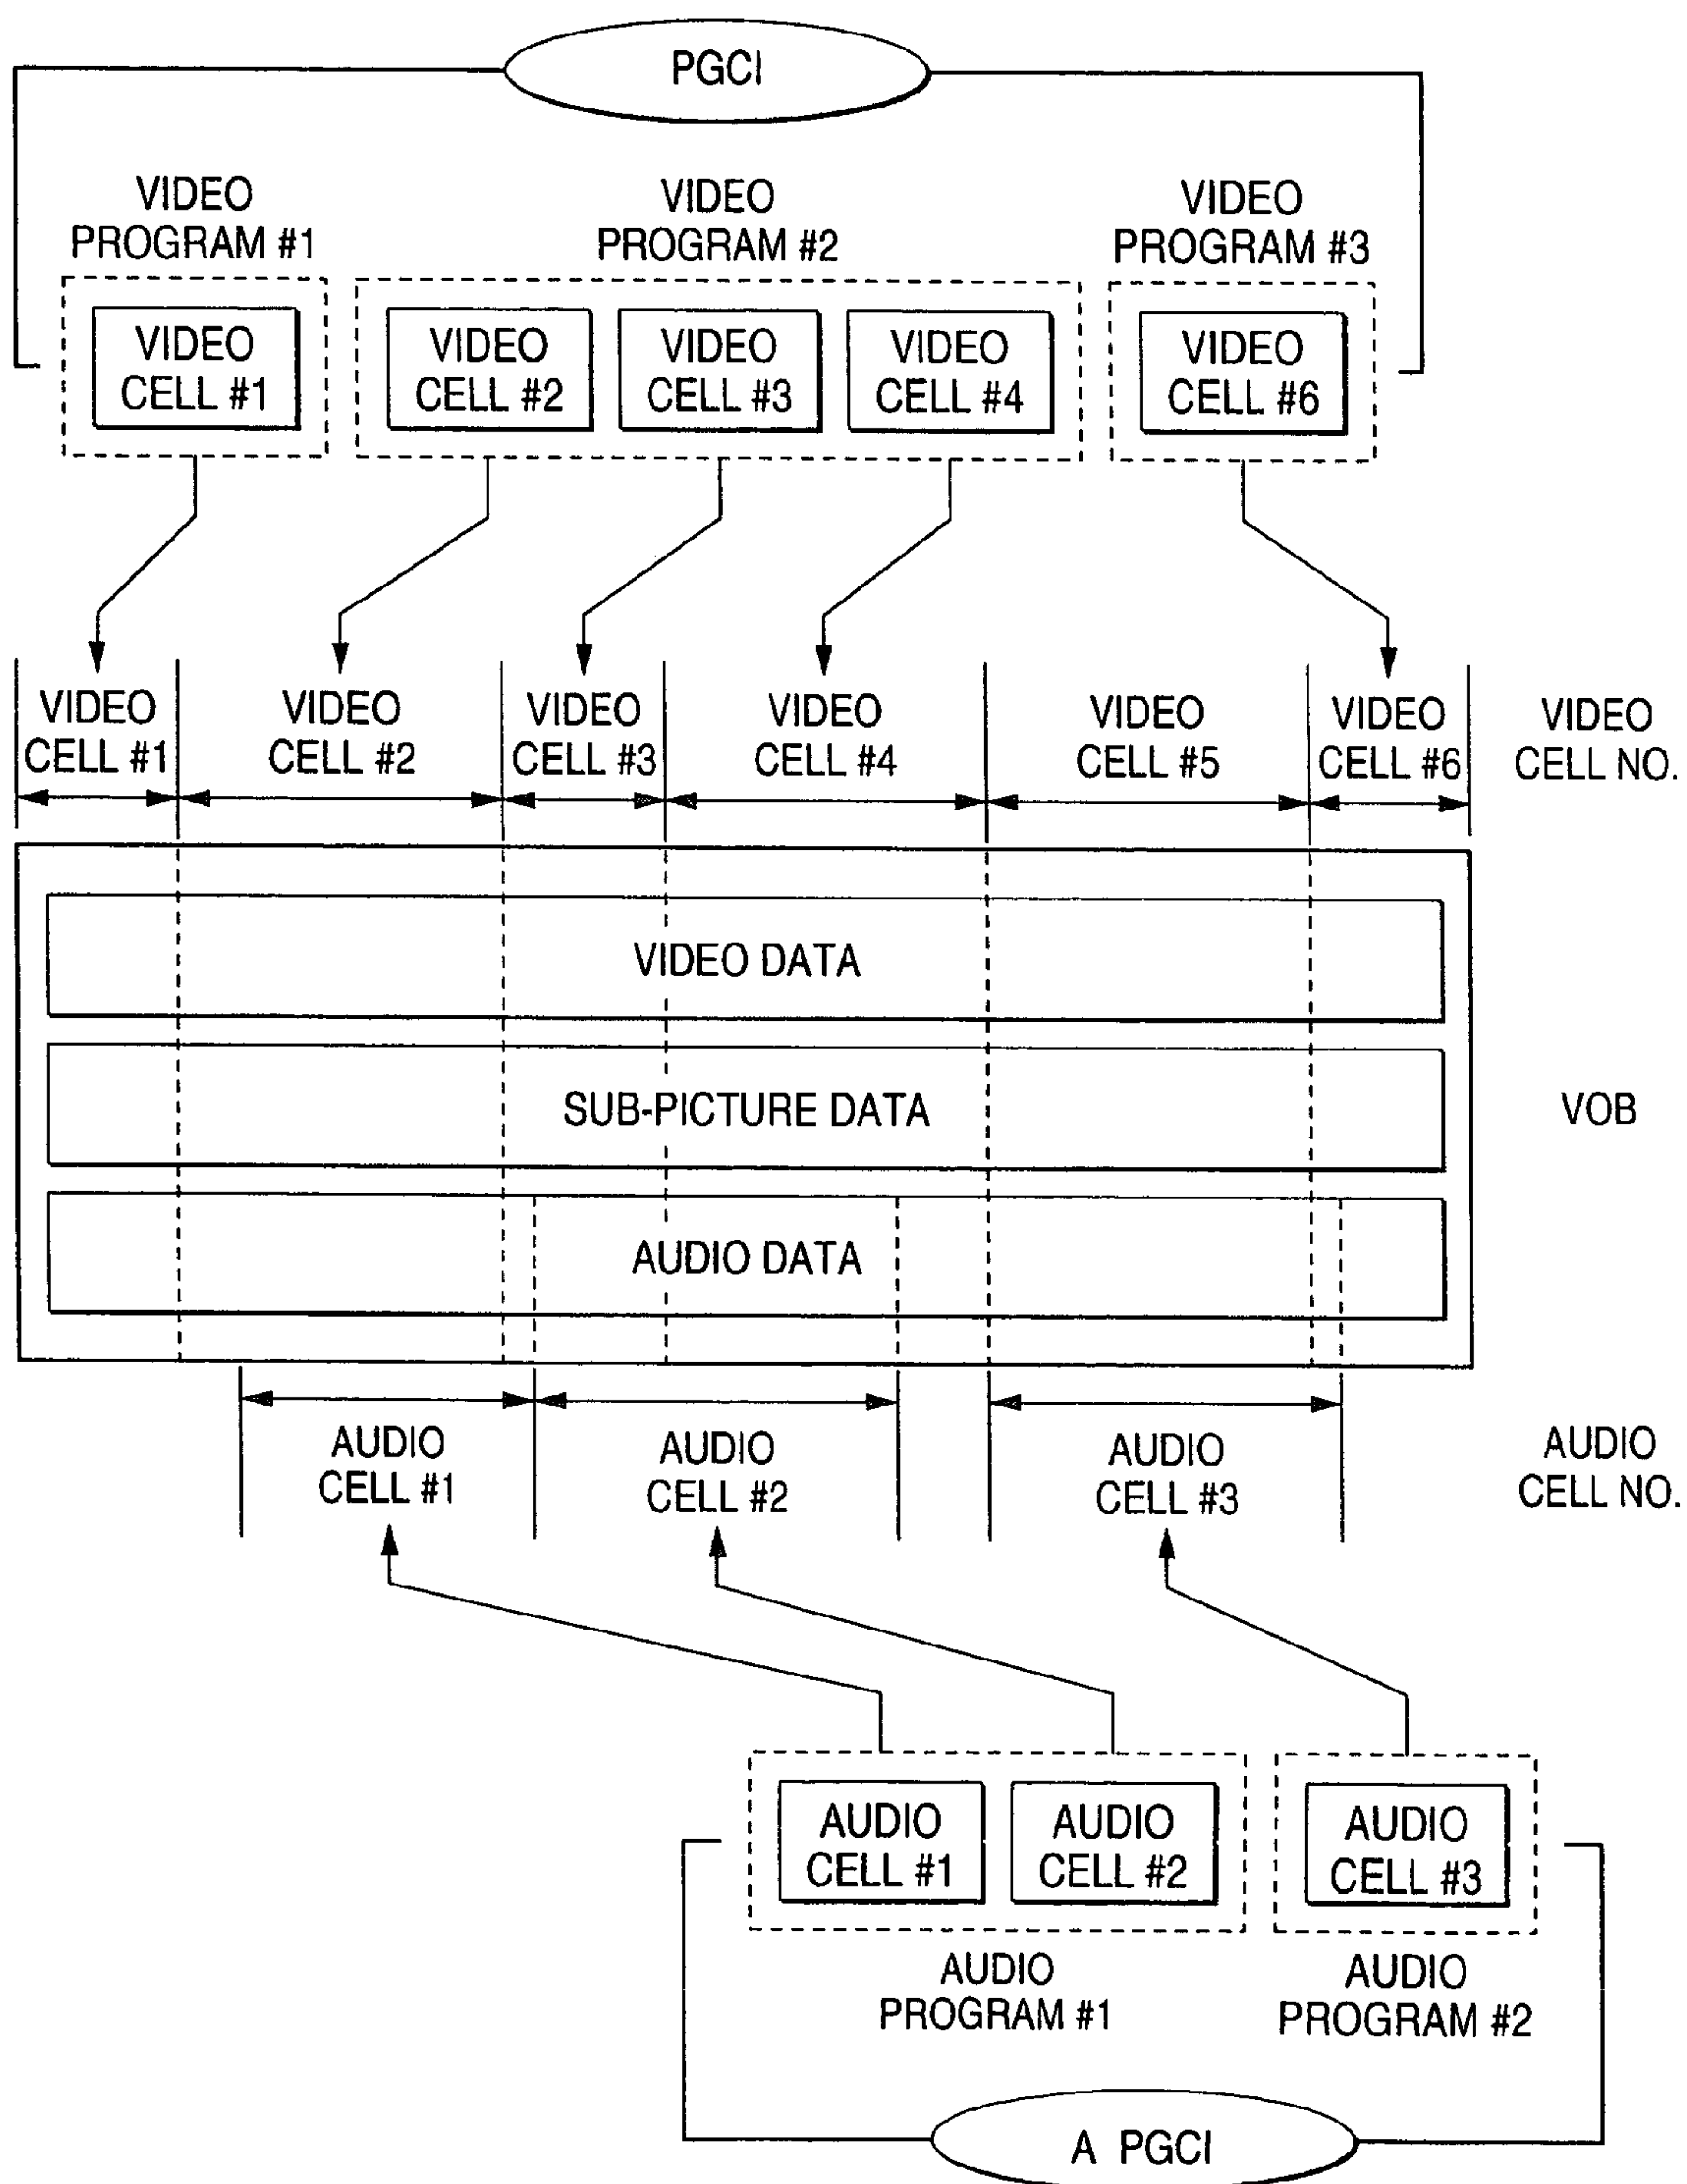 PGCI
VIDEO
PROGRAM #1
VIDEO
PROGRAM #2
VIDEO
PROGRAM #3
VIDEO
CELL #1
VIDEO
CELL #2
VIDEO
CELL #3
VIDEO
CELL #4
VIDEO
CELL #6
VIDEO
CELL #1
VIDEO
CELL #2
VIDEO
CELL #3
VIDEO
CELL #4
VIDEO
CELL #5
VIDEO
CELL #6
VIDEO
CELL NO.
VIDEO DATA
SUB-PICTURE DATA
VOB
AUDIO DATA
AUDIO
CELL #1
AUDIO
CELL #2
AUDIO
CELL #3
AUDIO
CELL NO.
AUDIO
CELL #1
AUDIO
CELL #2
AUDIO
CELL #3
AUDIO
PROGRAM #1
AUDIO
PROGRAM #2
A PGCI